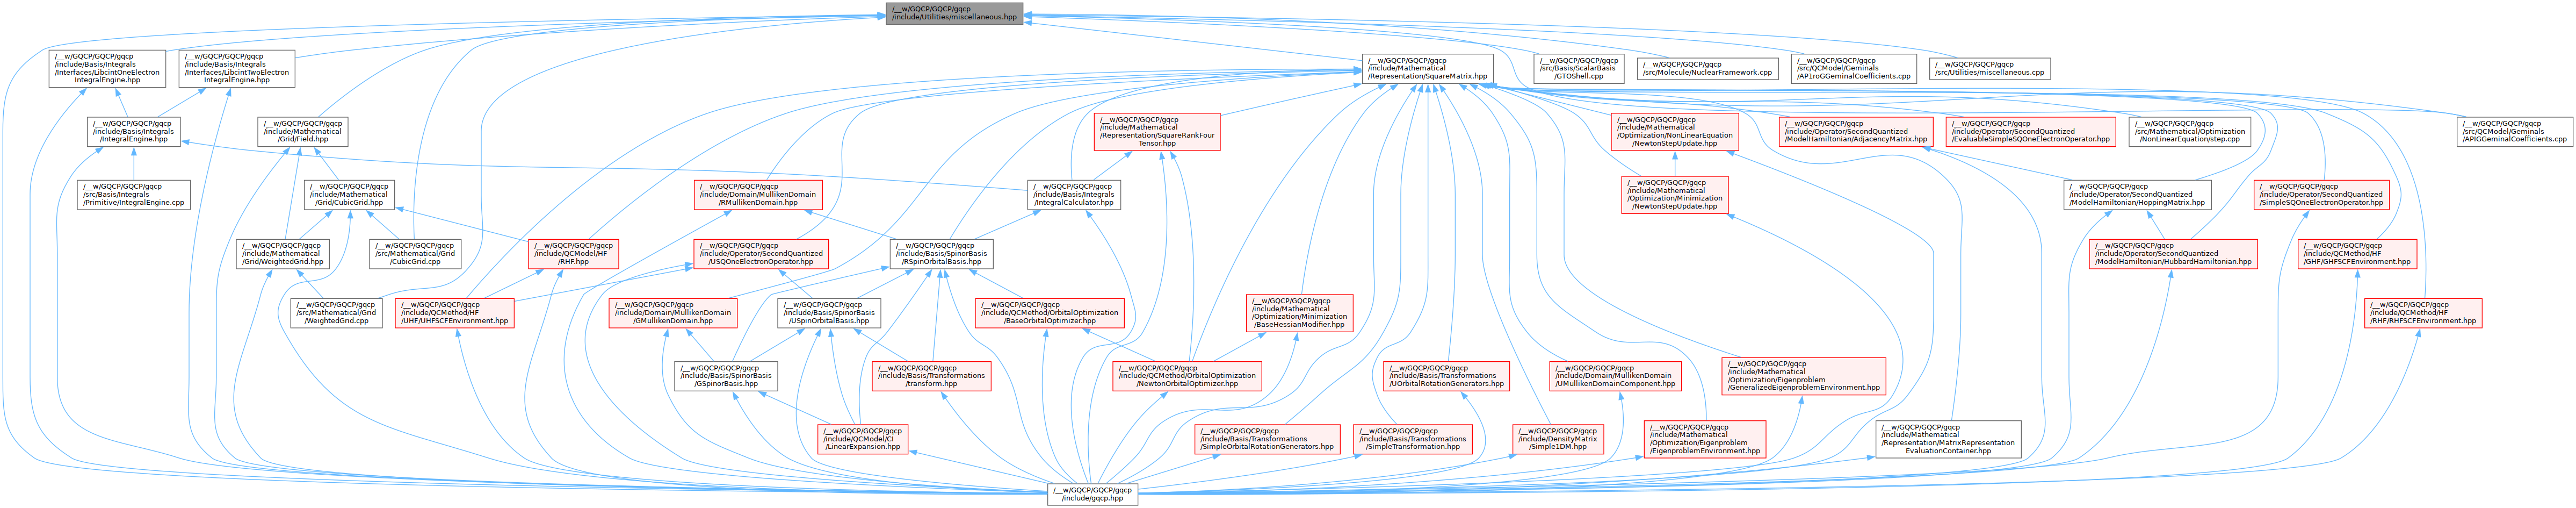 /__w/GQCP/GQCP/gqcp
/include/Utilities/miscellaneous.hpp
/__w/GQCP/GQCP/gqcp
/include/Basis/Integrals
/Interfaces/LibcintOneElectron
IntegralEngine.hpp
/__w/GQCP/GQCP/gqcp
/include/Basis/Integrals
/Interfaces/LibcintTwoElectron
IntegralEngine.hpp
/__w/GQCP/GQCP/gqcp
/include/Mathematical
/Representation/SquareMatrix.hpp
/__w/GQCP/GQCP/gqcp
/src/Basis/ScalarBasis
/GTOShell.cpp
/__w/GQCP/GQCP/gqcp
/src/Molecule/NuclearFramework.cpp
/__w/GQCP/GQCP/gqcp
/src/QCModel/Geminals
/AP1roGGeminalCoefficients.cpp
/__w/GQCP/GQCP/gqcp
/src/Utilities/miscellaneous.cpp
/__w/GQCP/GQCP/gqcp
/include/Basis/Integrals
/IntegralEngine.hpp
/__w/GQCP/GQCP/gqcp
/include/Mathematical
/Grid/Field.hpp
/__w/GQCP/GQCP/gqcp
/include/Mathematical
/Representation/SquareRankFour
Tensor.hpp
/__w/GQCP/GQCP/gqcp
/include/Mathematical
/Optimization/NonLinearEquation
/NewtonStepUpdate.hpp
/__w/GQCP/GQCP/gqcp
/include/Operator/SecondQuantized
/ModelHamiltonian/AdjacencyMatrix.hpp
/__w/GQCP/GQCP/gqcp
/include/Operator/SecondQuantized
/EvaluableSimpleSQOneElectronOperator.hpp
/__w/GQCP/GQCP/gqcp
/src/Mathematical/Optimization
/NonLinearEquation/step.cpp
/__w/GQCP/GQCP/gqcp
/src/QCModel/Geminals
/APIGGeminalCoefficients.cpp
/__w/GQCP/GQCP/gqcp
/src/Basis/Integrals
/Primitive/IntegralEngine.cpp
/__w/GQCP/GQCP/gqcp
/include/Mathematical
/Grid/CubicGrid.hpp
/__w/GQCP/GQCP/gqcp
/include/Domain/MullikenDomain
/RMullikenDomain.hpp
/__w/GQCP/GQCP/gqcp
/include/Basis/Integrals
/IntegralCalculator.hpp
/__w/GQCP/GQCP/gqcp
/include/Mathematical
/Optimization/Minimization
/NewtonStepUpdate.hpp
/__w/GQCP/GQCP/gqcp
/include/Operator/SecondQuantized
/ModelHamiltonian/HoppingMatrix.hpp
/__w/GQCP/GQCP/gqcp
/include/Operator/SecondQuantized
/SimpleSQOneElectronOperator.hpp
/__w/GQCP/GQCP/gqcp
/include/Mathematical
/Grid/WeightedGrid.hpp
/__w/GQCP/GQCP/gqcp
/src/Mathematical/Grid
/CubicGrid.cpp
/__w/GQCP/GQCP/gqcp
/include/QCModel/HF
/RHF.hpp
/__w/GQCP/GQCP/gqcp
/include/Operator/SecondQuantized
/USQOneElectronOperator.hpp
/__w/GQCP/GQCP/gqcp
/include/Basis/SpinorBasis
/RSpinOrbitalBasis.hpp
/__w/GQCP/GQCP/gqcp
/include/Operator/SecondQuantized
/ModelHamiltonian/HubbardHamiltonian.hpp
/__w/GQCP/GQCP/gqcp
/include/QCMethod/HF
/GHF/GHFSCFEnvironment.hpp
/__w/GQCP/GQCP/gqcp
/src/Mathematical/Grid
/WeightedGrid.cpp
/__w/GQCP/GQCP/gqcp
/include/QCMethod/HF
/UHF/UHFSCFEnvironment.hpp
/__w/GQCP/GQCP/gqcp
/include/Domain/MullikenDomain
/GMullikenDomain.hpp
/__w/GQCP/GQCP/gqcp
/include/Basis/SpinorBasis
/USpinOrbitalBasis.hpp
/__w/GQCP/GQCP/gqcp
/include/QCMethod/OrbitalOptimization
/BaseOrbitalOptimizer.hpp
/__w/GQCP/GQCP/gqcp
/include/Mathematical
/Optimization/Minimization
/BaseHessianModifier.hpp
/__w/GQCP/GQCP/gqcp
/include/QCMethod/HF
/RHF/RHFSCFEnvironment.hpp
/__w/GQCP/GQCP/gqcp
/include/Basis/SpinorBasis
/GSpinorBasis.hpp
/__w/GQCP/GQCP/gqcp
/include/Basis/Transformations
/transform.hpp
/__w/GQCP/GQCP/gqcp
/include/QCMethod/OrbitalOptimization
/NewtonOrbitalOptimizer.hpp
/__w/GQCP/GQCP/gqcp
/include/Basis/Transformations
/UOrbitalRotationGenerators.hpp
/__w/GQCP/GQCP/gqcp
/include/Domain/MullikenDomain
/UMullikenDomainComponent.hpp
/__w/GQCP/GQCP/gqcp
/include/Mathematical
/Optimization/Eigenproblem
/GeneralizedEigenproblemEnvironment.hpp
/__w/GQCP/GQCP/gqcp
/include/QCModel/CI
/LinearExpansion.hpp
/__w/GQCP/GQCP/gqcp
/include/Basis/Transformations
/SimpleOrbitalRotationGenerators.hpp
/__w/GQCP/GQCP/gqcp
/include/Basis/Transformations
/SimpleTransformation.hpp
/__w/GQCP/GQCP/gqcp
/include/DensityMatrix
/Simple1DM.hpp
/__w/GQCP/GQCP/gqcp
/include/Mathematical
/Optimization/Eigenproblem
/EigenproblemEnvironment.hpp
/__w/GQCP/GQCP/gqcp
/include/Mathematical
/Representation/MatrixRepresentation
EvaluationContainer.hpp
/__w/GQCP/GQCP/gqcp
/include/gqcp.hpp